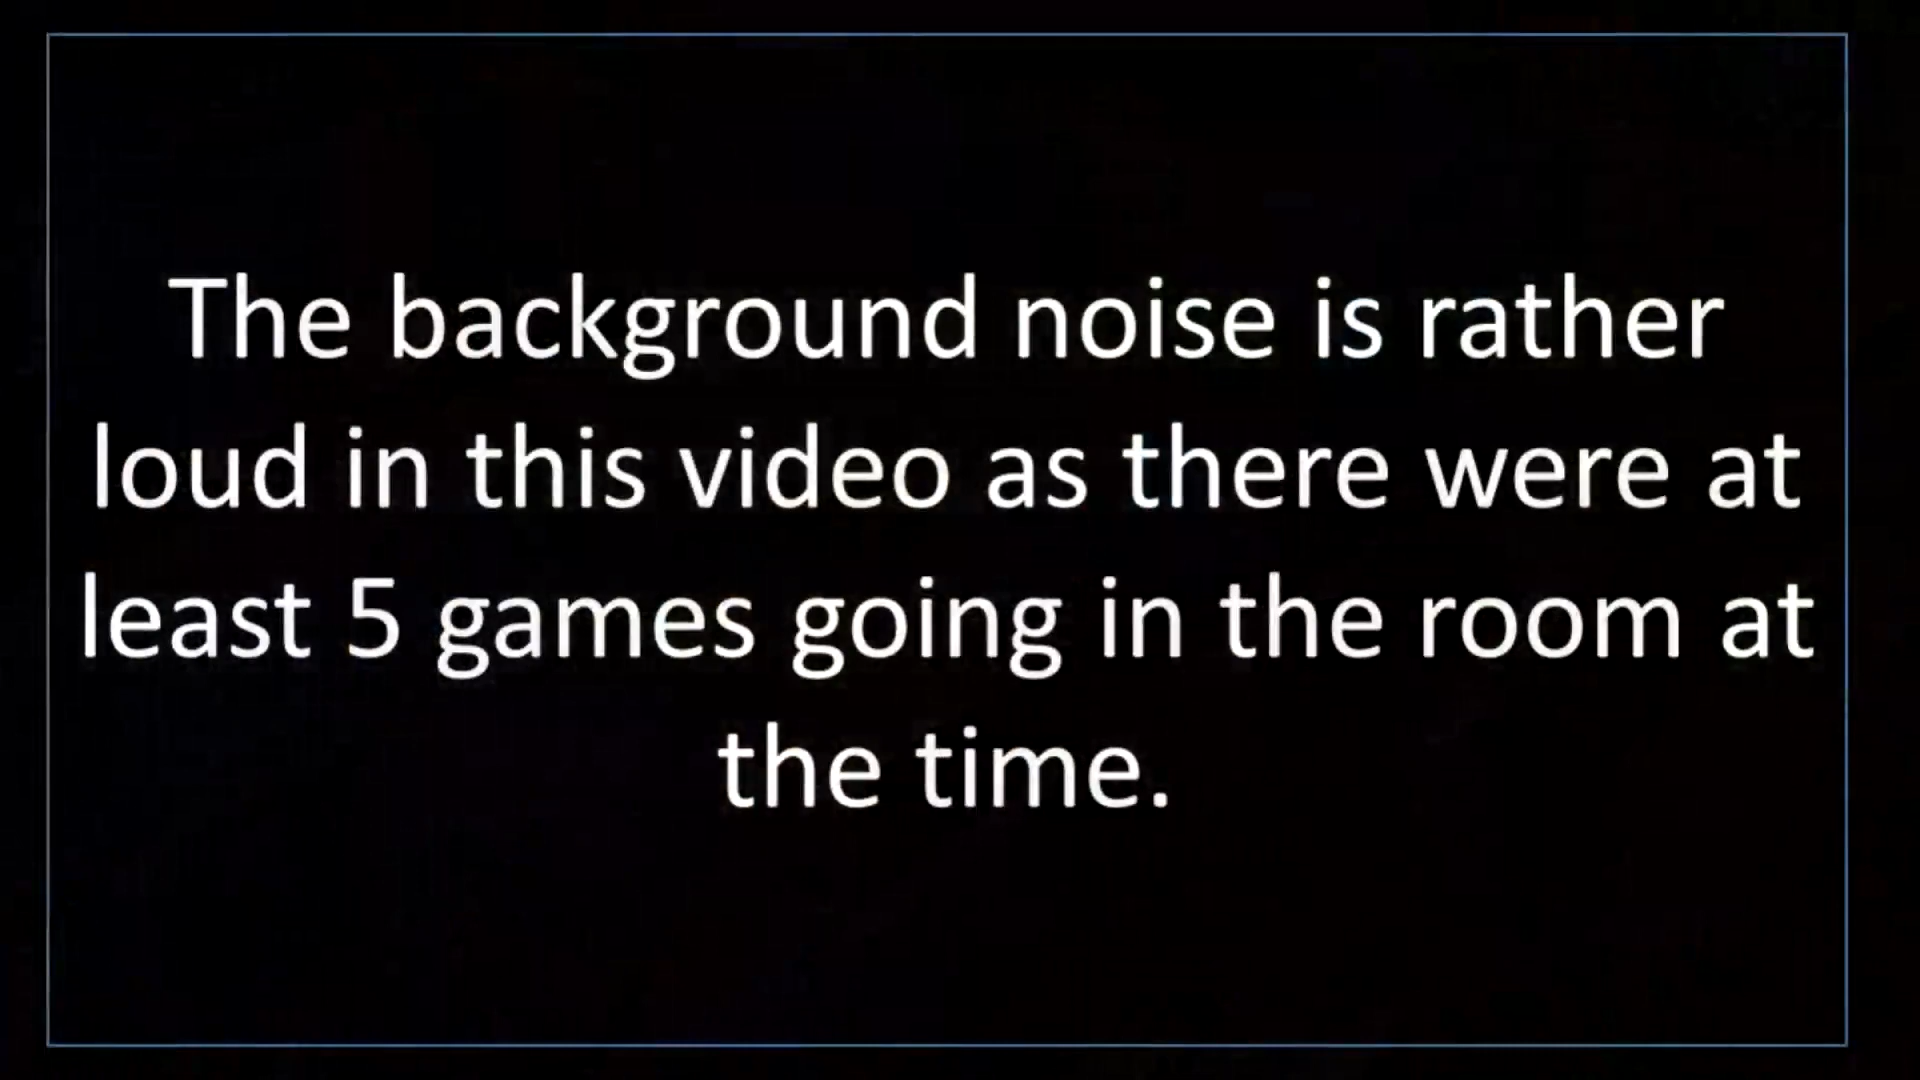 The background noise is rather
loud in this video as there were at
least 5 games going in the room at
the time.